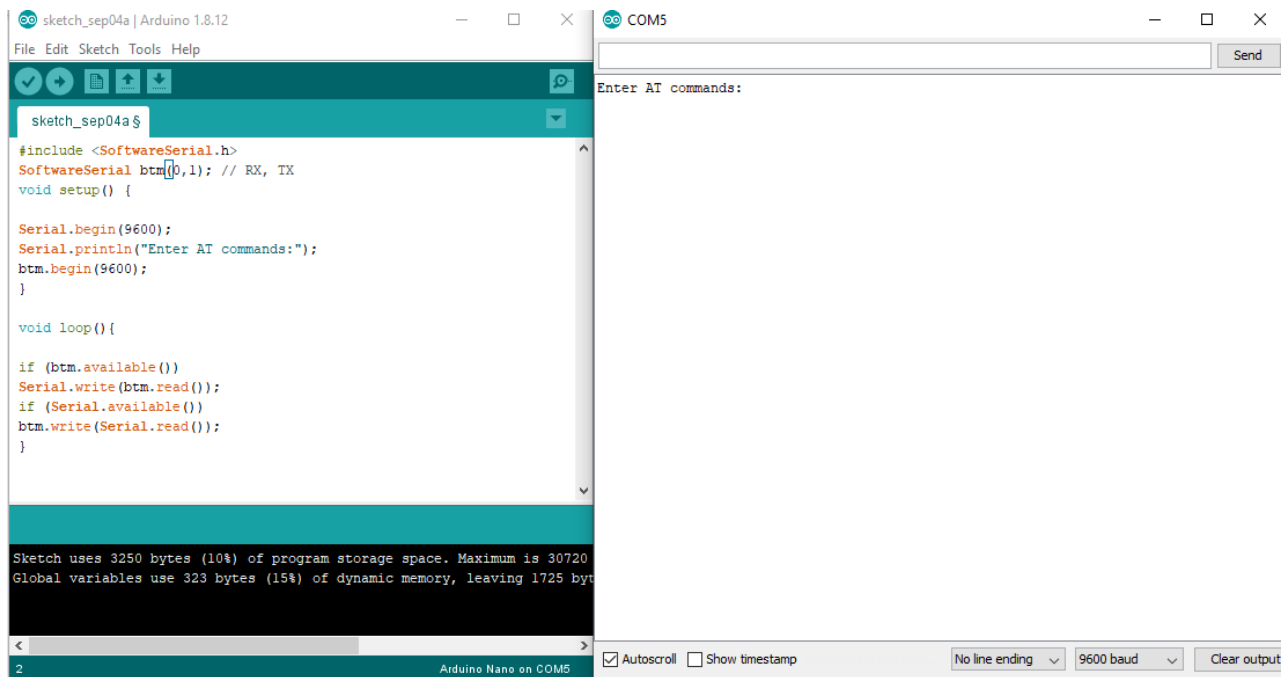 sketch_sep04a | Arduino 1.8.12
File Edit Sketch Tools Help
sketch_sep04a §
#include <SoftwareSerial.h>
SoftwareSerial btm(0,1); // RX, TX
void setup() {
Serial.begin(9600);
Serial.println("Enter AT commands:");
btm.begin(9600);
}
void loop(){
if (btm.available())
Serial.write(btm.read());
if (Serial.available())
btm.write(Serial.read());
}
Sketch uses 3250 bytes (10%) of program storage space. Maximum is 30720
Global variables use 323 bytes (15%) of dynamic memory, leaving 1725 byt
2
Arduino Nano on COM5
COM5
Send
Enter AT commands:
Autoscroll
Show timestamp
No line ending
9600 baud
Clear output